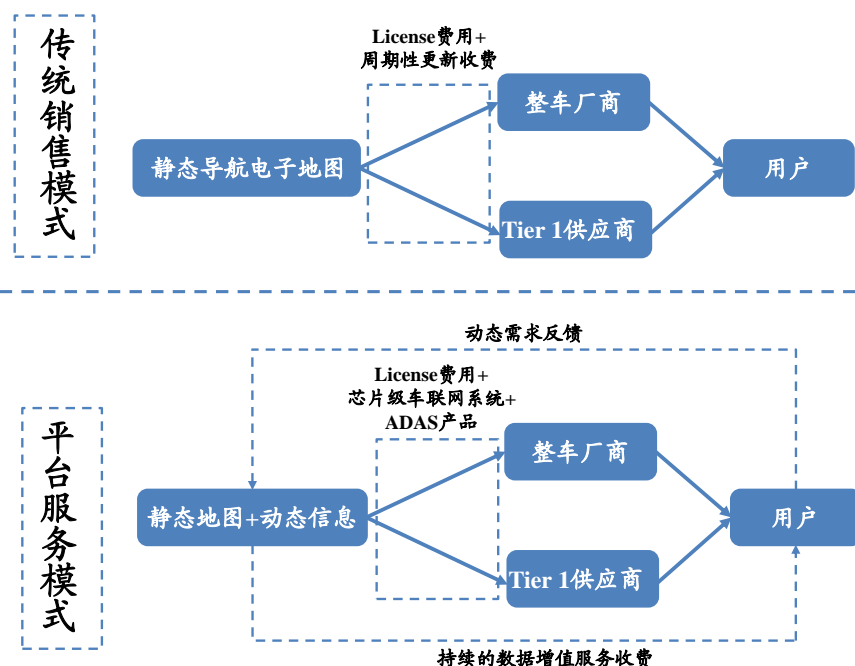 传统销售模式
License费用+
周期性更新收费
整车厂商
静态导航电子地图
用户
Tier 1供应商
动态需求反馈
平台服务模式
License费用+
芯片级车联网系统+
ADAS产品
整车厂商
静态地图+动态信息
用户
Tier 1供应商
持续的数据增值服务收费